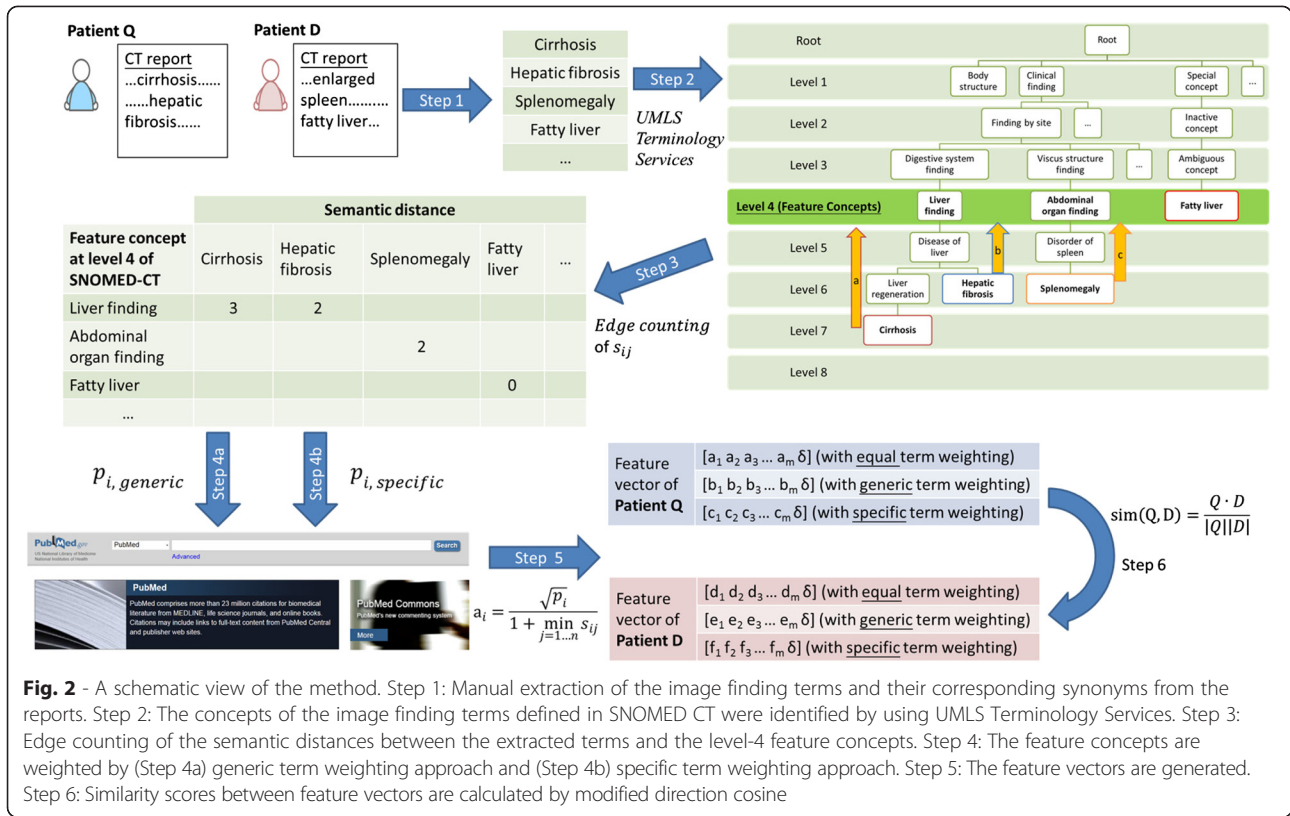 Patient Q
CT report
...cirrhosis......
......hepatic
fibrosis......
Patient D
CT report
...enlarged
spleen..........
fatty liver...
Step 1
Cirrhosis
Hepatic fibrosis
Splenomegaly
Fatty liver
...
Step 2
UMLS
Terminology
Services
Root
Root
Level 1
Body
structure
Clinical
finding
Special
concept
...
Level 2
Finding by site
...
Inactive
concept
Level 3
Digestive system
finding
Viscus structure
finding
...
Ambiguous
concept
Level 4 (Feature Concepts)
Liver
finding
Abdominal
organ finding
Fatty liver
Level 5
Disease of
liver
Disorder of
spleen
a
b
c
Level 6
Liver
regeneration
Hepatic
fibrosis
Splenomegaly
Level 7
Cirrhosis
Level 8
Step 3
Edge counting
of s_ij
Semantic distance
Feature concept
at level 4 of
SNOMED-CT
Cirrhosis
Hepatic
fibrosis
Splenomegaly
Fatty
liver
...
Liver finding 3 2
Abdominal
organ finding 2
Fatty liver 0
...
p_i, generic
Step 4a
Step 4b
p_i, specific
PubMed.gov
US National Library of Medicine
National Institutes of Health
PubMed
Search
Advanced
PubMed
PubMed comprises more than 23 million citations for biomedical
literature from MEDLINE, life science journals, and online books.
Citations may include links to full-text content from PubMed Central
and publisher web sites.
PubMed Commons
PubMed's new commenting system
More
Step 5
a_i = √p_i / (1 + min_{j=1...n} s_ij)
Feature
vector of
Patient Q
[a₁ a₂ a₃ ... a_m δ] (with equal term weighting)
[b₁ b₂ b₃... b_m δ] (with generic term weighting)
[c₁ c₂ c₃... c_m δ] (with specific term weighting)
Feature
vector of
Patient D
[d₁ d₂ d₃... d_m δ] (with equal term weighting)
[e₁ e₂ e₃ ... e_m δ] (with generic term weighting)
[f₁ f₂ f₃ ... f_m δ] (with specific term weighting)
sim(Q, D) = Q · D / |Q||D|
Step 6
Fig. 2 - A schematic view of the method. Step 1: Manual extraction of the image finding terms and their corresponding synonyms from the
reports. Step 2: The concepts of the image finding terms defined in SNOMED CT were identified by using UMLS Terminology Services. Step 3:
Edge counting of the semantic distances between the extracted terms and the level-4 feature concepts. Step 4: The feature concepts are
weighted by (Step 4a) generic term weighting approach and (Step 4b) specific term weighting approach. Step 5: The feature vectors are generated.
Step 6: Similarity scores between feature vectors are calculated by modified direction cosine